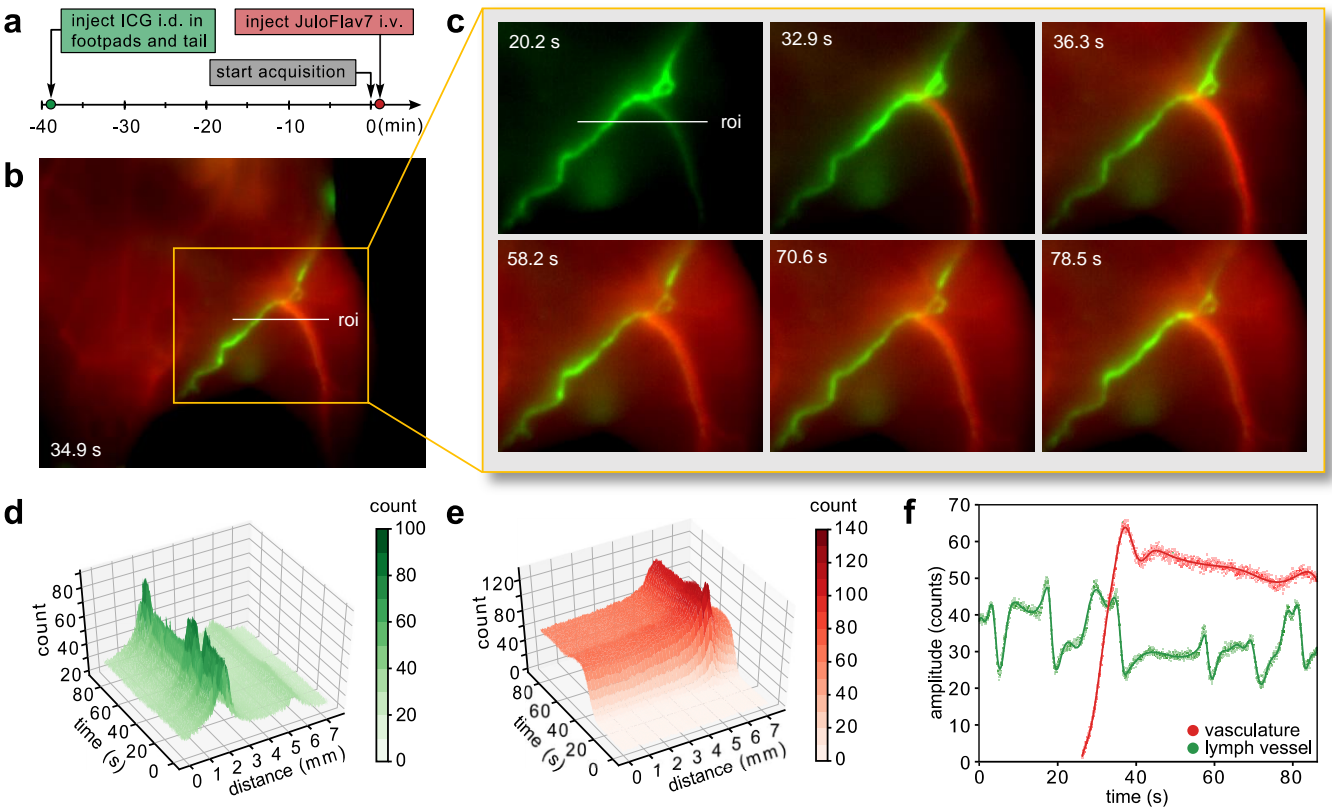 a
inject ICG i.d. in
footpads and tail
inject JuloFlav7 i.v.
start acquisition
-40 -30 -20 -10 0(min)
b
roi
34.9 s
c
20.2 s
roi
32.9 s
36.3 s
58.2 s
70.6 s
78.5 s
d
count
100
80
60
40
20
0
count
80
60
40
20
80
60
40
20
0
time (s)
0 1 2 3 4 5 6 7
distance (mm)
e
count
140
120
100
80
60
40
20
0
count
120
80
40
0
80
60
40
20
0
time (s)
0 1 2 3 4 5 6 7
distance (mm)
f
amplitude (counts)
70
60
50
40
30
20
10
0
vasculature
lymph vessel
0 20 40 60 80
time (s)